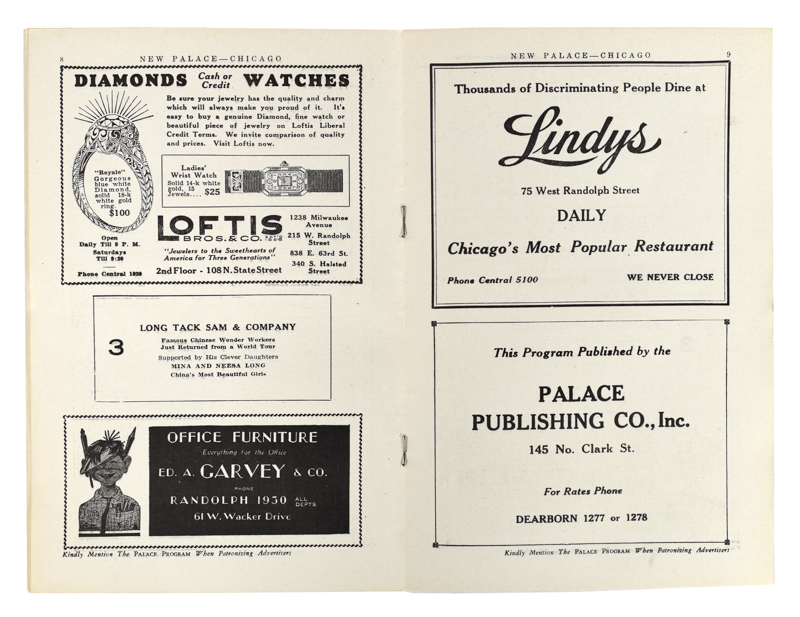 8
NEW PALACE—CHICAGO
DIAMONDS Cash or Credit WATCHES
Be sure your jewelry has the quality and charm
which will always make you proud of it. It's
easy to buy a genuine Diamond, fine watch or
beautiful piece of jewelry on Loftis Liberal
Credit Terms. We invite comparison of quality
and prices. Visit Loftis now.
"Royale"
Gorgeous
blue white
Diamond,
solid 18-k
white gold
ring.
$100
Ladies'
Wrist Watch
Solid 14-k white
gold, 15
Jewels.... $25
Open
Daily Till 9 P. M.
Saturdays
Till 9:30
Phone Central 1020
LOFTIS
BROS. & CO.
"Jewelers to the Sweethearts of
America for Three Generations"
2nd Floor - 108 N. State Street
1238 Milwaukee
Avenue
215 W. Randolph
Street
838 E. 63rd St.
340 S. Halsted
Street
3
LONG TACK SAM & COMPANY
Famous Chinese Wonder Workers
Just Returned from a World Tour
Supported by His Clever Daughters
MINA AND NEESA LONG
China's Most Beautiful Girls
OFFICE FURNITURE
Everything for the Office
ED. A. GARVEY & CO.
PHONE
RANDOLPH 1950 ALL DEPTS.
61 W. Wacker Drive
Kindly Mention The PALACE PROGRAM When Patronizing Advertisers
NEW PALACE—CHICAGO
9
Thousands of Discriminating People Dine at
Lindys
75 West Randolph Street
DAILY
Chicago's Most Popular Restaurant
Phone Central 5100
WE NEVER CLOSE
This Program Published by the
PALACE
PUBLISHING CO., Inc.
145 No. Clark St.
For Rates Phone
DEARBORN 1277 or 1278
Kindly Mention The PALACE PROGRAM When Patronizing Advertisers